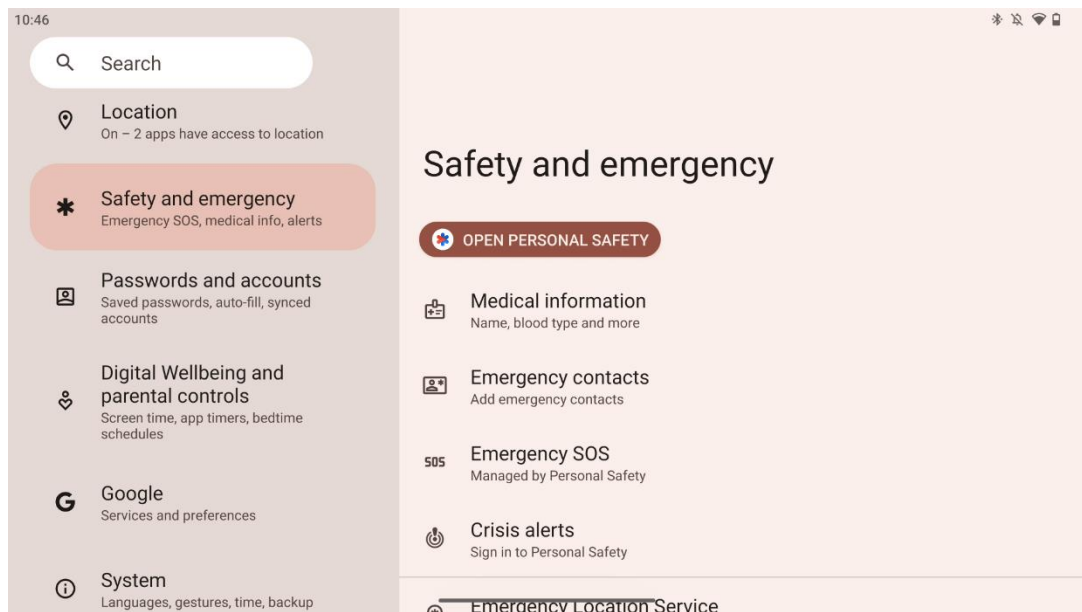 10:46
Search
Location
On – 2 apps have access to location
Safety and emergency
Emergency SOS, medical info, alerts
Passwords and accounts
Saved passwords, auto-fill, synced
accounts
Digital Wellbeing and
parental controls
Screen time, app timers, bedtime
schedules
Google
Services and preferences
System
Languages, gestures, time, backup
Safety and emergency
OPEN PERSONAL SAFETY
Medical information
Name, blood type and more
Emergency contacts
Add emergency contacts
SOS
Emergency SOS
Managed by Personal Safety
Crisis alerts
Sign in to Personal Safety
Emergency Location Service